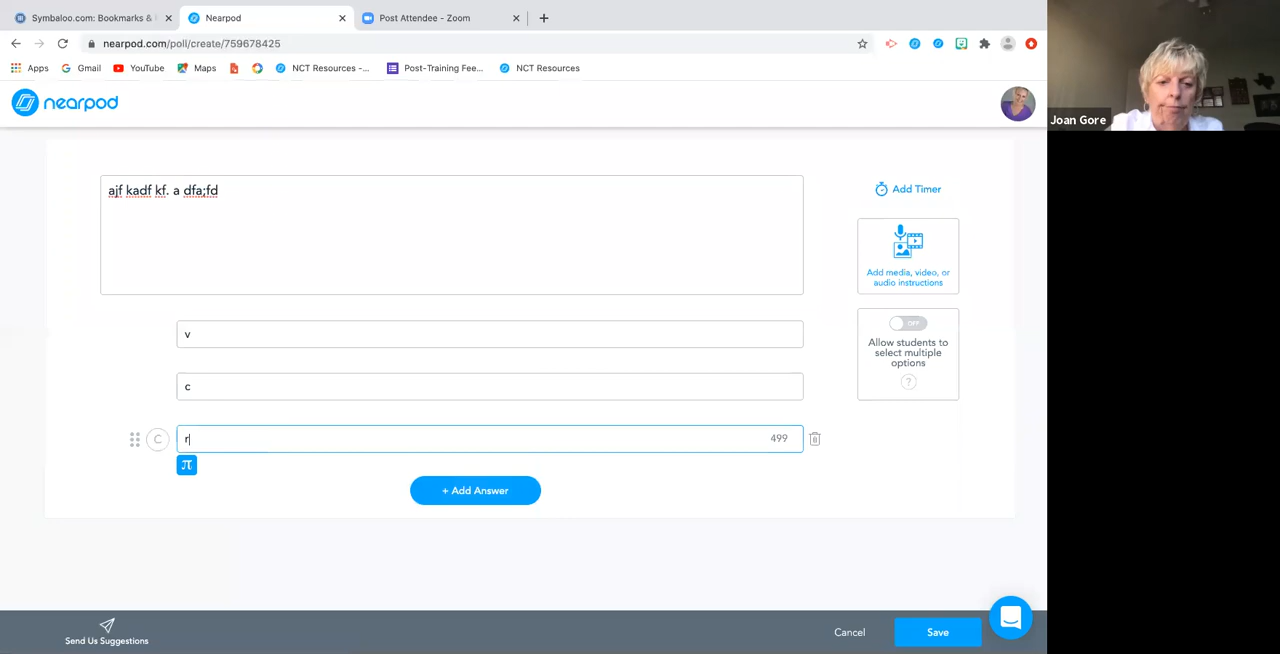 Symbaloo.com: Bookmarks &
Nearpod
Post Attendee - Zoom
nearpod.com/poll/create/759678425
Apps
Gmail
YouTube
Maps
NCT Resources -...
Post-Training Fee...
NCT Resources
nearpod
Joan Gore
ajf kadf kf. a dfa;fd
Add Timer
Add media, video, or
audio instructions
OFF
Allow students to
select multiple
options
?
v
c
C
r
499
π
+ Add Answer
Send Us Suggestions
Cancel
Save